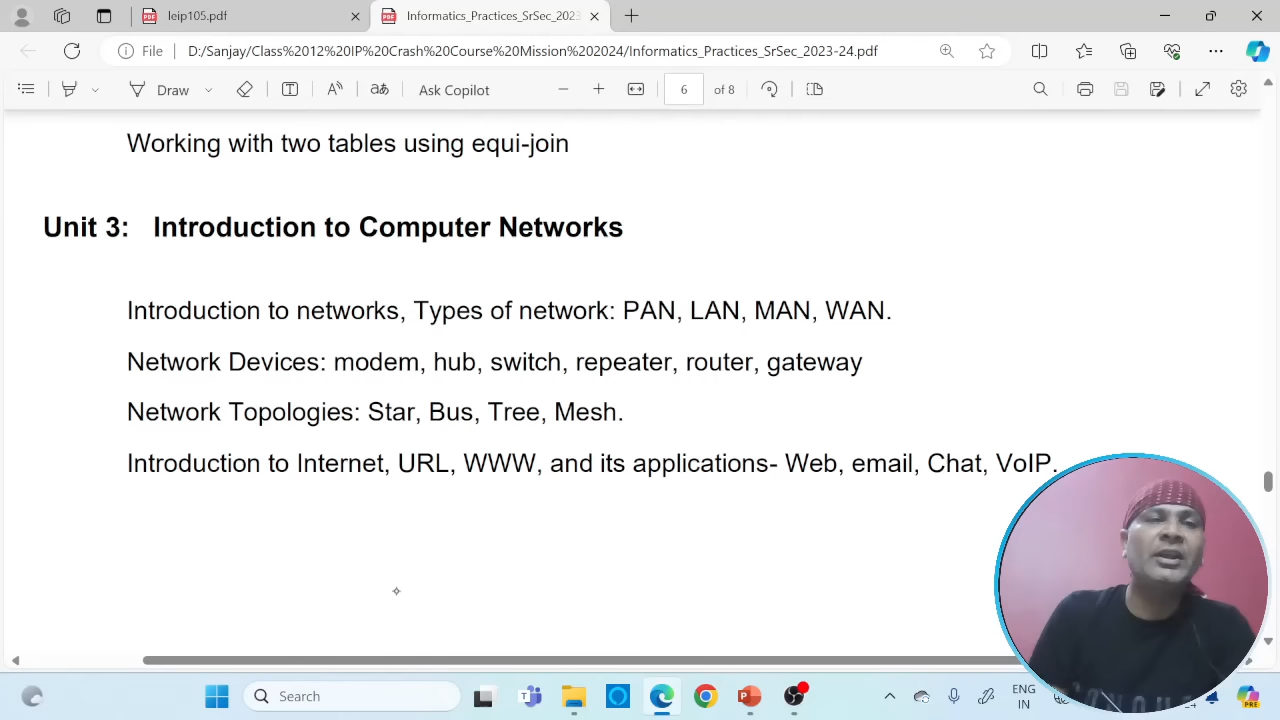 leip105.pdf
Informatics_Practices_SrSec_2023
File
D:/Sanjay/Class%2012%20IP%20Crash%20Course%20Mission%202024/Informatics_Practices_SrSec_2023-24.pdf
Draw
Ask Copilot
6
of 8
Working with two tables using equi-join
Unit 3: Introduction to Computer Networks
Introduction to networks, Types of network: PAN, LAN, MAN, WAN.
Network Devices: modem, hub, switch, repeater, router, gateway
Network Topologies: Star, Bus, Tree, Mesh.
Introduction to Internet, URL, WWW, and its applications- Web, email, Chat, VoIP.
Search
ENG
IN
PRE